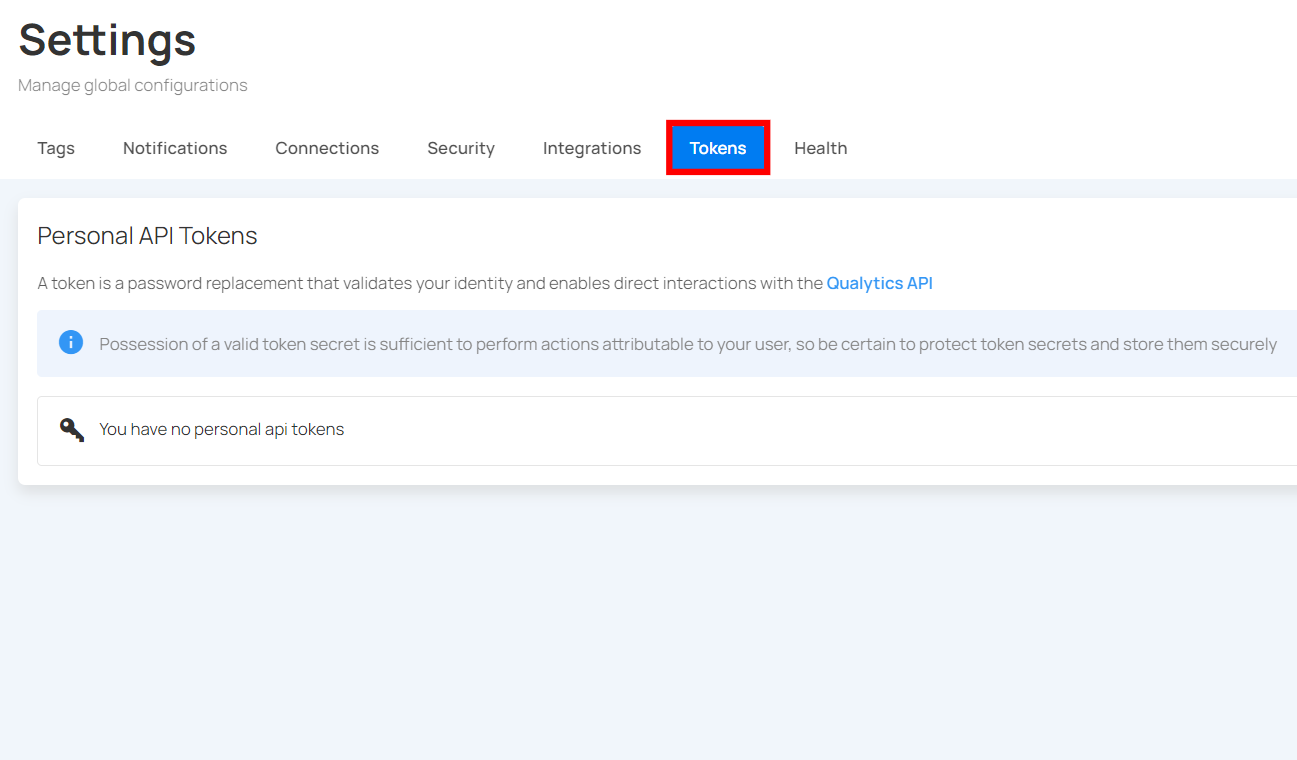 Settings
Manage global configurations
Tags Notifications Connections Security Integrations Tokens Health
Personal API Tokens
A token is a password replacement that validates your identity and enables direct interactions with the Qualytics API
Possession of a valid token secret is sufficient to perform actions attributable to your user, so be certain to protect token secrets and store them securely
You have no personal api tokens